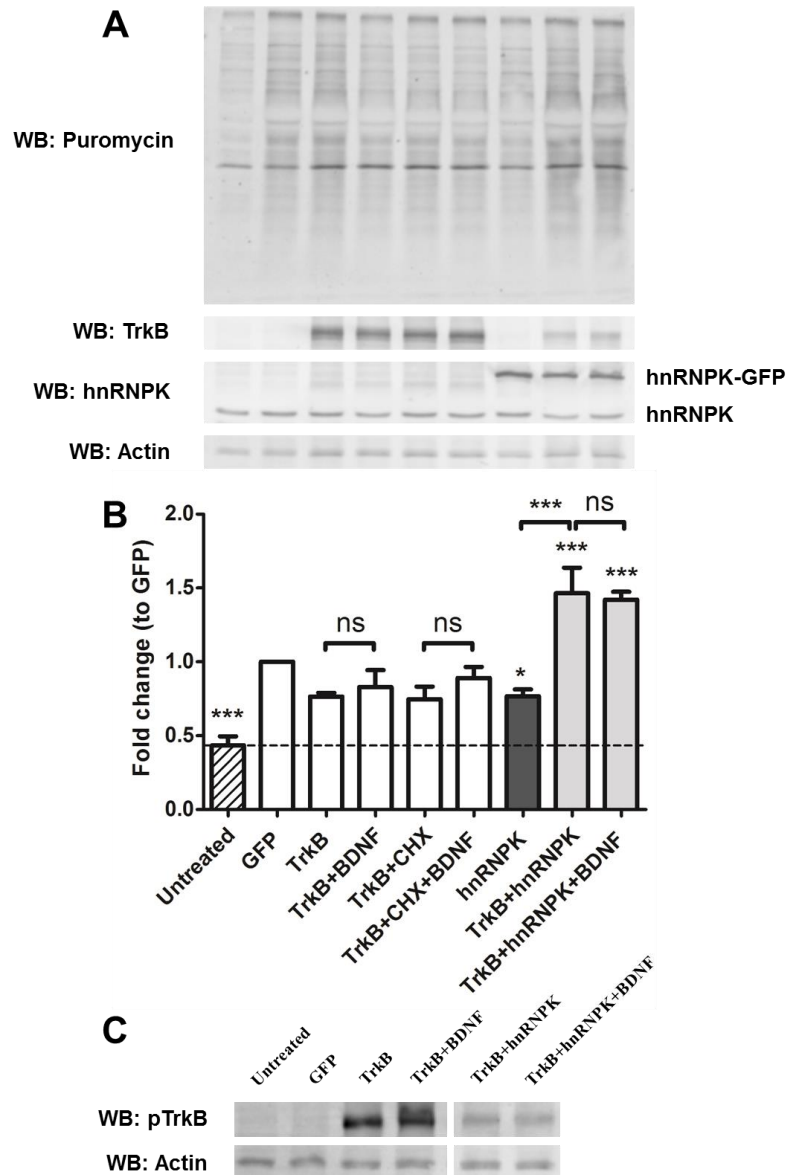 A
WB: Puromycin
WB: TrkB
WB: hnRNPK
hnRNPK-GFP
hnRNPK
WB: Actin
B
Fold change (to GFP)
2.0
1.5
1.0
0.5
0.0
***
ns
ns
*
***
***
ns
***
Untreated
GFP
TrkB
TrkB+BDNF
TrkB+CHX
TrkB+CHX+BDNF
hnRNPK
TrkB+hnRNPK
TrkB+hnRNPK+BDNF
C
Untreated
GFP
TrkB
TrkB+BDNF
TrkB+hnRNPK
TrkB+hnRNPK+BDNF
WB: pTrkB
WB: Actin